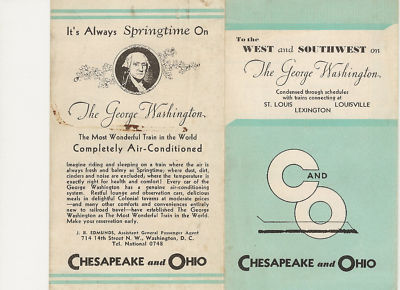 It's Always Springtime On
The George Washington
The Most Wonderful Train in the World
Completely Air-Conditioned
Imagine riding and sleeping on a train where the air is
always fresh and balmy as Springtime; where dust, dirt,
cinders and noise are excluded; where the temperature is
exactly right for health and comfort! Every car of the
George Washington has a genuine air-conditioning
system. Restful lounge and observation cars, delicious
meals in delightful Colonial taverns at moderate prices
—and many other comforts and conveniences entirely
new to railroad travel—have established The George
Washington as The Most Wonderful Train in the World.
Make your reservation early.
J. B. EDMUNDS, Assistant General Passenger Agent
714 14th Street N. W., Washington, D. C.
Tel. National 0748
CHESAPEAKE and OHIO
To the
WEST and SOUTHWEST on
The George Washington
Condensed through schedules
with trains connecting at
ST. LOUIS LOUISVILLE
LEXINGTON
C AND O
CHESAPEAKE and OHIO